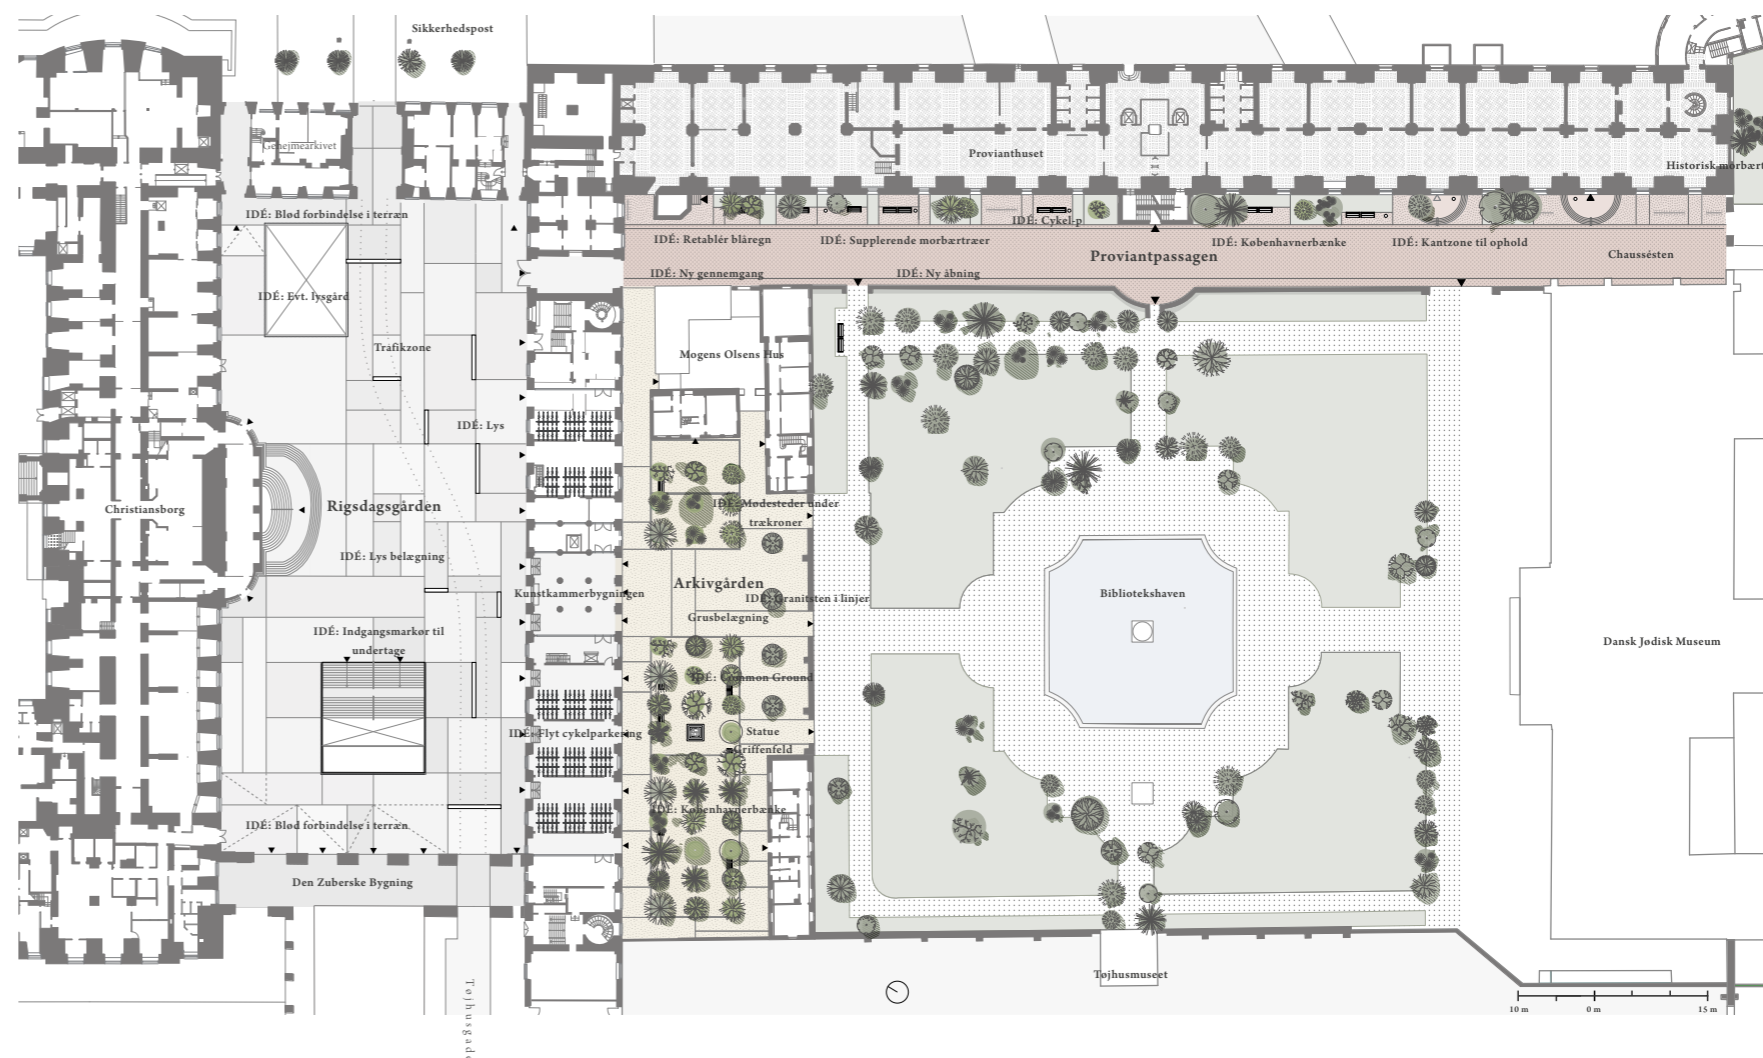 Sikkerhedspost
Gehejmearkivet
Provianthuset
IDÉ: Blød forbindelse i terræn
IDÉ: Cykel-p
IDÉ: Retablér blåregn
IDÉ: Supplerende morbærtræer
IDÉ: Københavnerbænke
IDÉ: Kantzone til ophold
Proviantpassagen
Chaussésten
IDÉ: Ny gennemgang
IDÉ: Ny åbning
IDÉ: Evt. lysgård
Trafikzone
Mogens Olsens Hus
IDÉ: Lys
Christiansborg
Rigsdagsgården
IDÉ: Mødesteder under
trækroner
IDÉ: Lys belægning
Arkivgården
Kunstkammerbygningen
IDÉ: Granitsten i linjer
Bibliotekshaven
Grusbelægning
IDÉ: Indgangsmarkør til
undertage
Dansk Jødisk Museum
IDÉ: Common Ground
IDÉ: Flyt cykelparkering
Statue
Griffenfeld
IDÉ: Københavnerbænke
IDÉ: Blød forbindelse i terræn
Den Zuberske Bygning
Tøjhusmuseet
Tøjhusgade
10 m 0 m 15 m